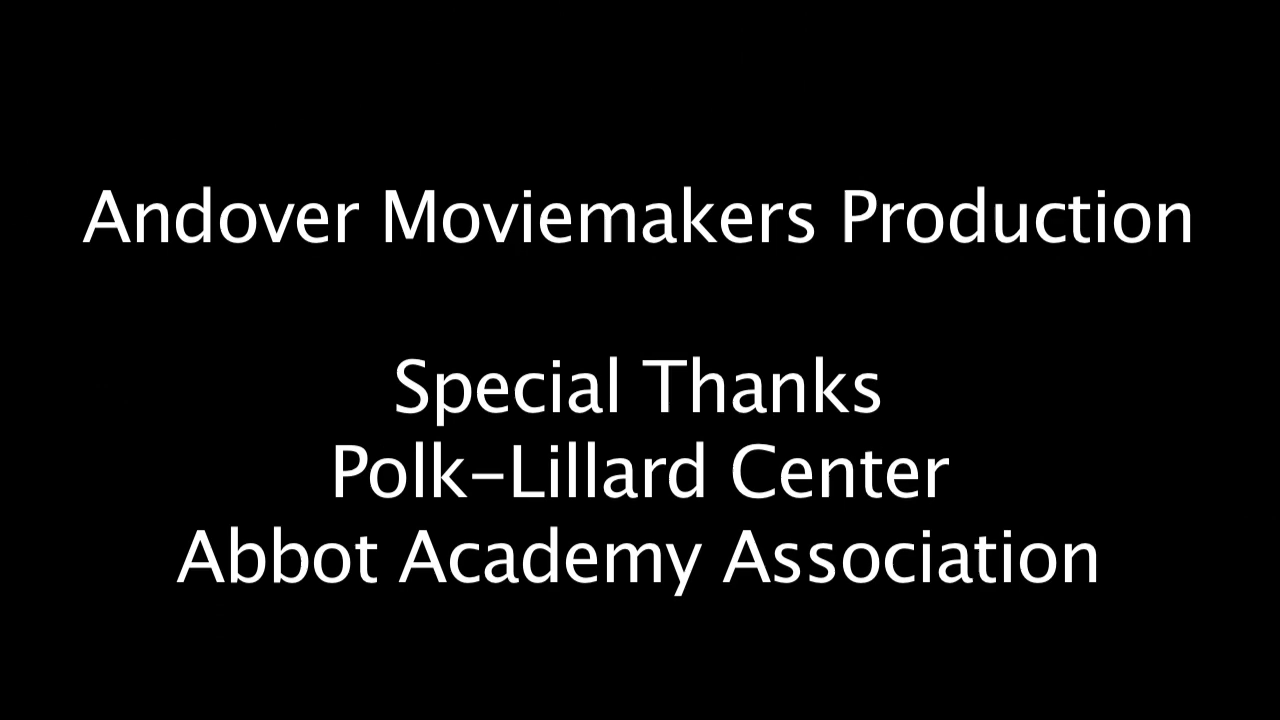 Andover Moviemakers Production
Special Thanks
Polk-Lillard Center
Abbot Academy Association